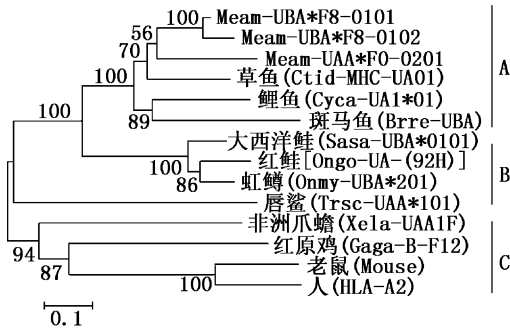 100
Meam-UBA*F8-0101
56
Meam-UBA*F8-0102
70
Meam-UAA*F0-0201
100
草鱼(Ctid-MHC-UA01)
A
鲤鱼(Cyca-UA1*01)
100
89
斑马鱼(Brre-UBA)
大西洋鲑(Sasa-UBA*0101)
100
红鲑[Ongo-UA-(92H)]
B
86
虹鳟(Onmy-UBA*201)
唇鲨(Trsc-UAA*101)
非洲爪蟾(Xela-UAA1F)
94
红原鸡(Gaga-B-F12)
87
老鼠(Mouse)
C
100
人(HLA-A2)
0.1